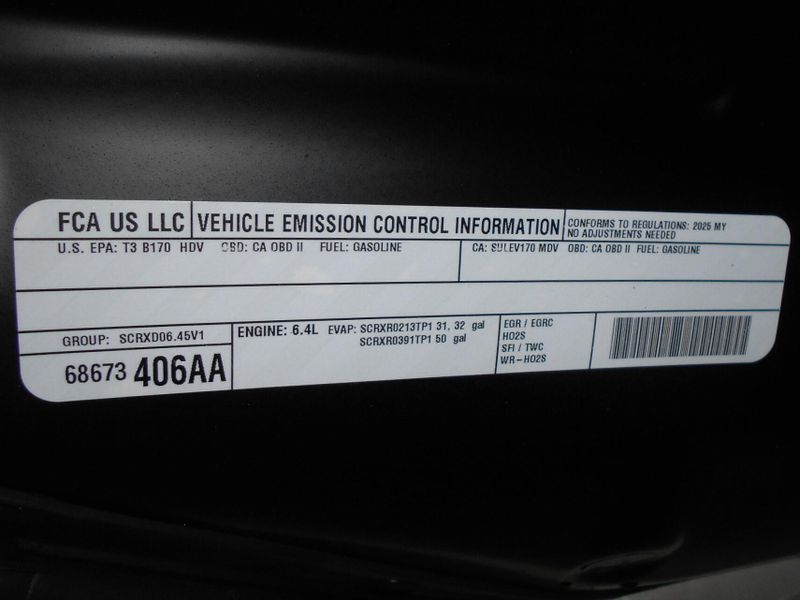 FCA US LLC VEHICLE EMISSION CONTROL INFORMATION CONFORMS TO REGULATIONS: 2025 MY
NO ADJUSTMENTS NEEDED
U.S. EPA: T3 B170 HDV OBD: CA OBD II FUEL: GASOLINE CA: SULEV170 MDV OBD: CA OBD II FUEL: GASOLINE
GROUP: SCRXD06.45V1
68673 406AA
ENGINE: 6.4L EVAP: SCRXR0213TP1 31, 32 gal
SCRXR0391TP1 50 gal
EGR / EGRC
HO2S
SFI / TWC
WR-HO2S